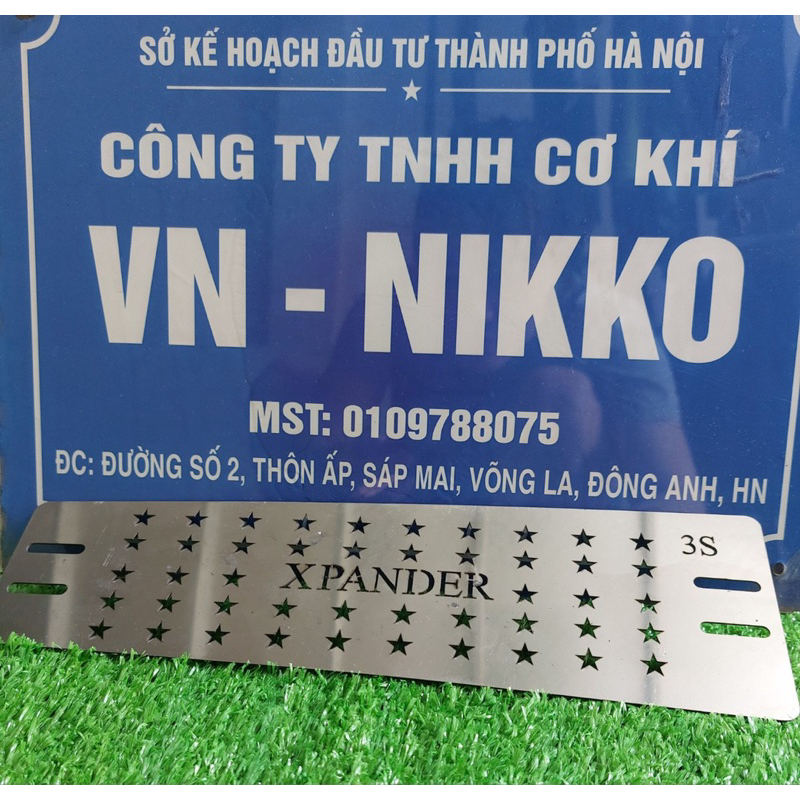 SỞ KẾ HOẠCH ĐẦU TƯ THÀNH PHỐ HÀ NỘI
CÔNG TY TNHH CƠ KHÍ
VN - NIKKO
MST: 0109788075
ĐC: ĐƯỜNG SỐ 2, THÔN ẤP, SÁP MAI, VÕNG LA, ĐÔNG ANH, HN
3S
XPANDER